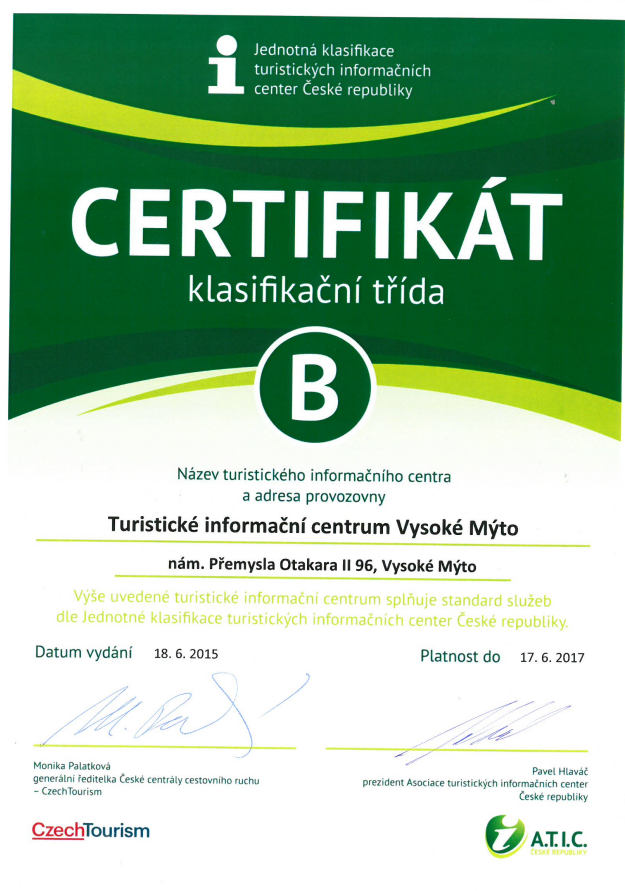 Jednotná klasifikace
turistických informačních
center České republiky
CERTIFIKÁT
klasifikační třída
B
Název turistického informačního centra
a adresa provozovny
Turistické informační centrum Vysoké Mýto
nám. Přemysla Otakara II 96, Vysoké Mýto
Výše uvedené turistické informační centrum splňuje standard služeb
dle Jednotné klasifikace turistických informačních center České republiky.
Datum vydání 18. 6. 2015
Platnost do 17. 6. 2017
Monika Palatková
generální ředitelka České centrály cestovního ruchu
– CzechTourism
Pavel Hlaváč
prezident Asociace turistických informačních center
České republiky
CzechTourism
A.T.I.C.
ČESKÉ REPUBLIKY